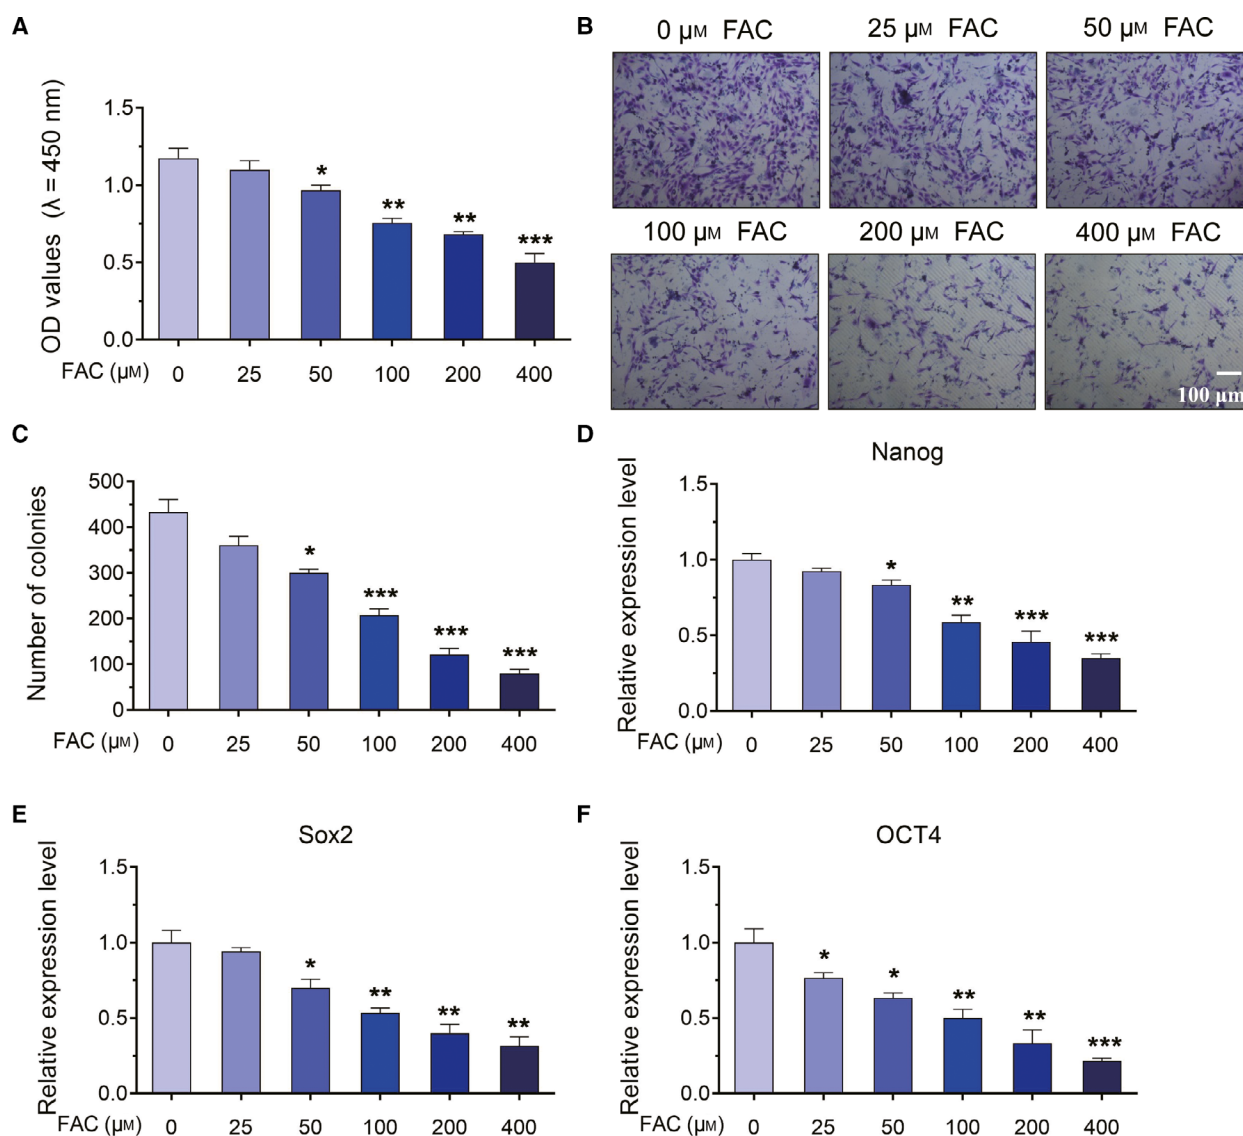 A
OD values (λ = 450 nm)
1.5
1.0
0.5
0.0
*
**
**
***
FAC (μM) 0 25 50 100 200 400
B
0 μM FAC 25 μM FAC 50 μM FAC
100 μM FAC 200 μM FAC 400 μM FAC
100 μm
C
Number of colonies
500
400
300
200
100
0
*
***
***
***
FAC (μM) 0 25 50 100 200 400
D
Nanog
Relative expression level
1.5
1.0
0.5
0.0
*
**
***
***
FAC (μM) 0 25 50 100 200 400
E
Sox2
Relative expression level
1.5
1.0
0.5
0.0
*
**
**
**
FAC (μM) 0 25 50 100 200 400
F
OCT4
Relative expression level
1.5
1.0
0.5
0.0
*
*
**
**
***
FAC (μM) 0 25 50 100 200 400